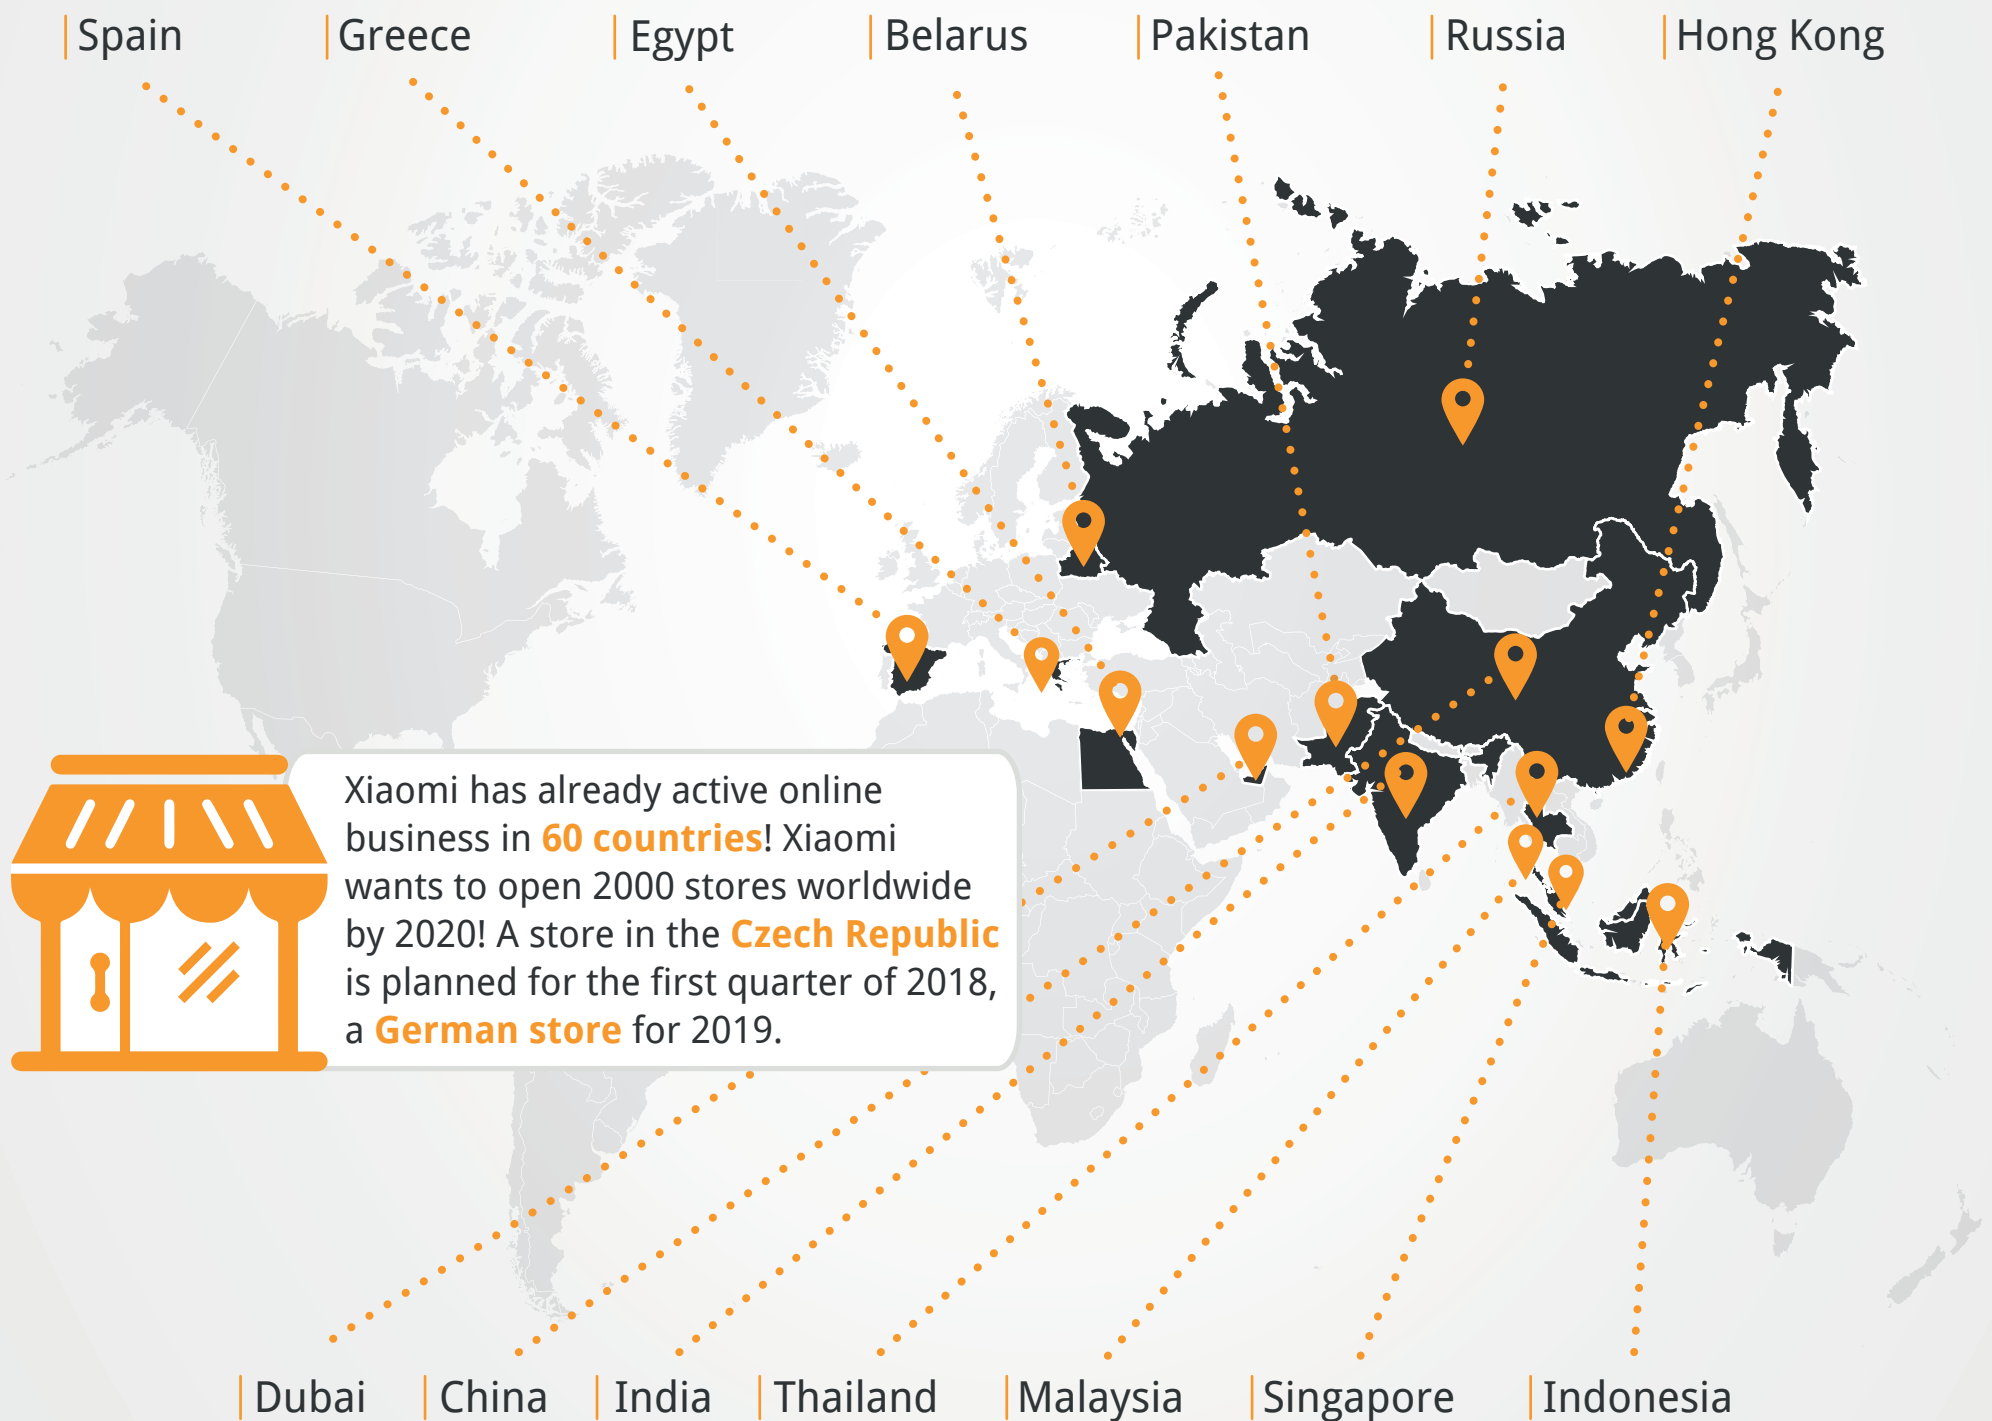 Spain
Greece
Egypt
Belarus
Pakistan
Russia
Hong Kong
Xiaomi has already active online
business in 60 countries! Xiaomi
wants to open 2000 stores worldwide
by 2020! A store in the Czech Republic
is planned for the first quarter of 2018,
a German store for 2019.
Dubai
China
India
Thailand
Malaysia
Singapore
Indonesia